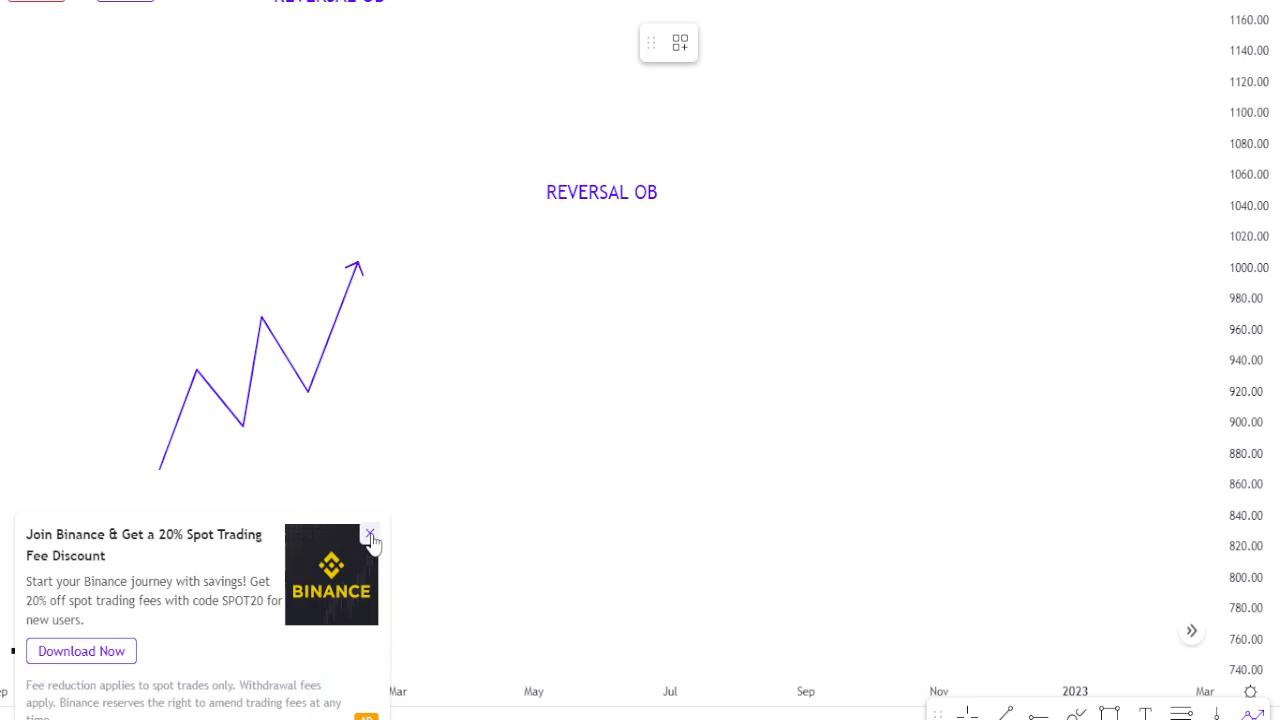 REVERSAL OB
1160.00
1140.00
1120.00
1100.00
1080.00
1060.00
REVERSAL OB
1040.00
1020.00
1000.00
980.00
960.00
940.00
920.00
900.00
880.00
860.00
840.00
820.00
800.00
780.00
760.00
740.00
Join Binance & Get a 20% Spot Trading
Fee Discount
Start your Binance journey with savings! Get
20% off spot trading fees with code SPOT20 for
new users.
BINANCE
Download Now
Fee reduction applies to spot trades only. Withdrawal fees
apply. Binance reserves the right to amend trading fees at any
time.
AD
Mar
May
Jul
Sep
Nov
2023
Mar